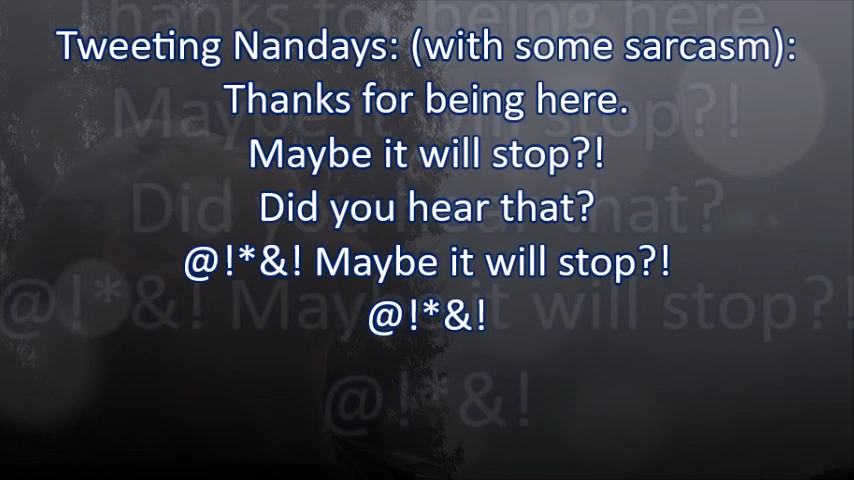 Tweeting Nandays: (with some sarcasm):
Thanks for being here.
Maybe it will stop?!
Did you hear that?
@!*&! Maybe it will stop?!
@!*&!